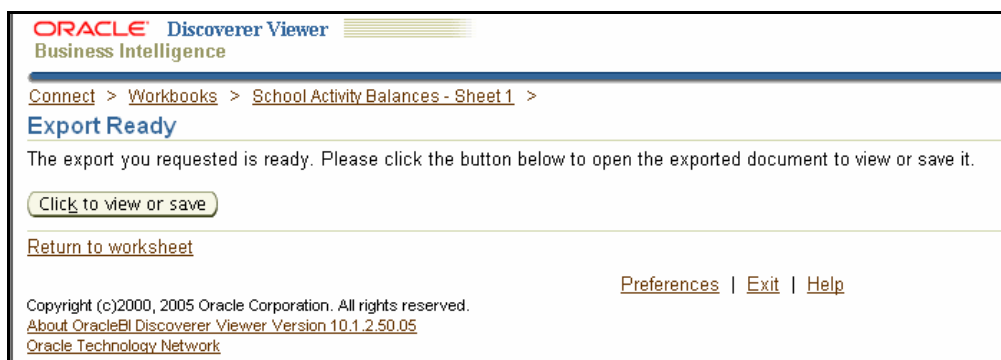 ORACLE Discoverer Viewer
Business Intelligence
Connect > Workbooks > School Activity Balances - Sheet 1 >
Export Ready
The export you requested is ready. Please click the button below to open the exported document to view or save it.
Click to view or save
Return to worksheet
Preferences | Exit | Help
Copyright (c)2000, 2005 Oracle Corporation. All rights reserved.
About OracleBI Discoverer Viewer Version 10.1.2.50.05
Oracle Technology Network